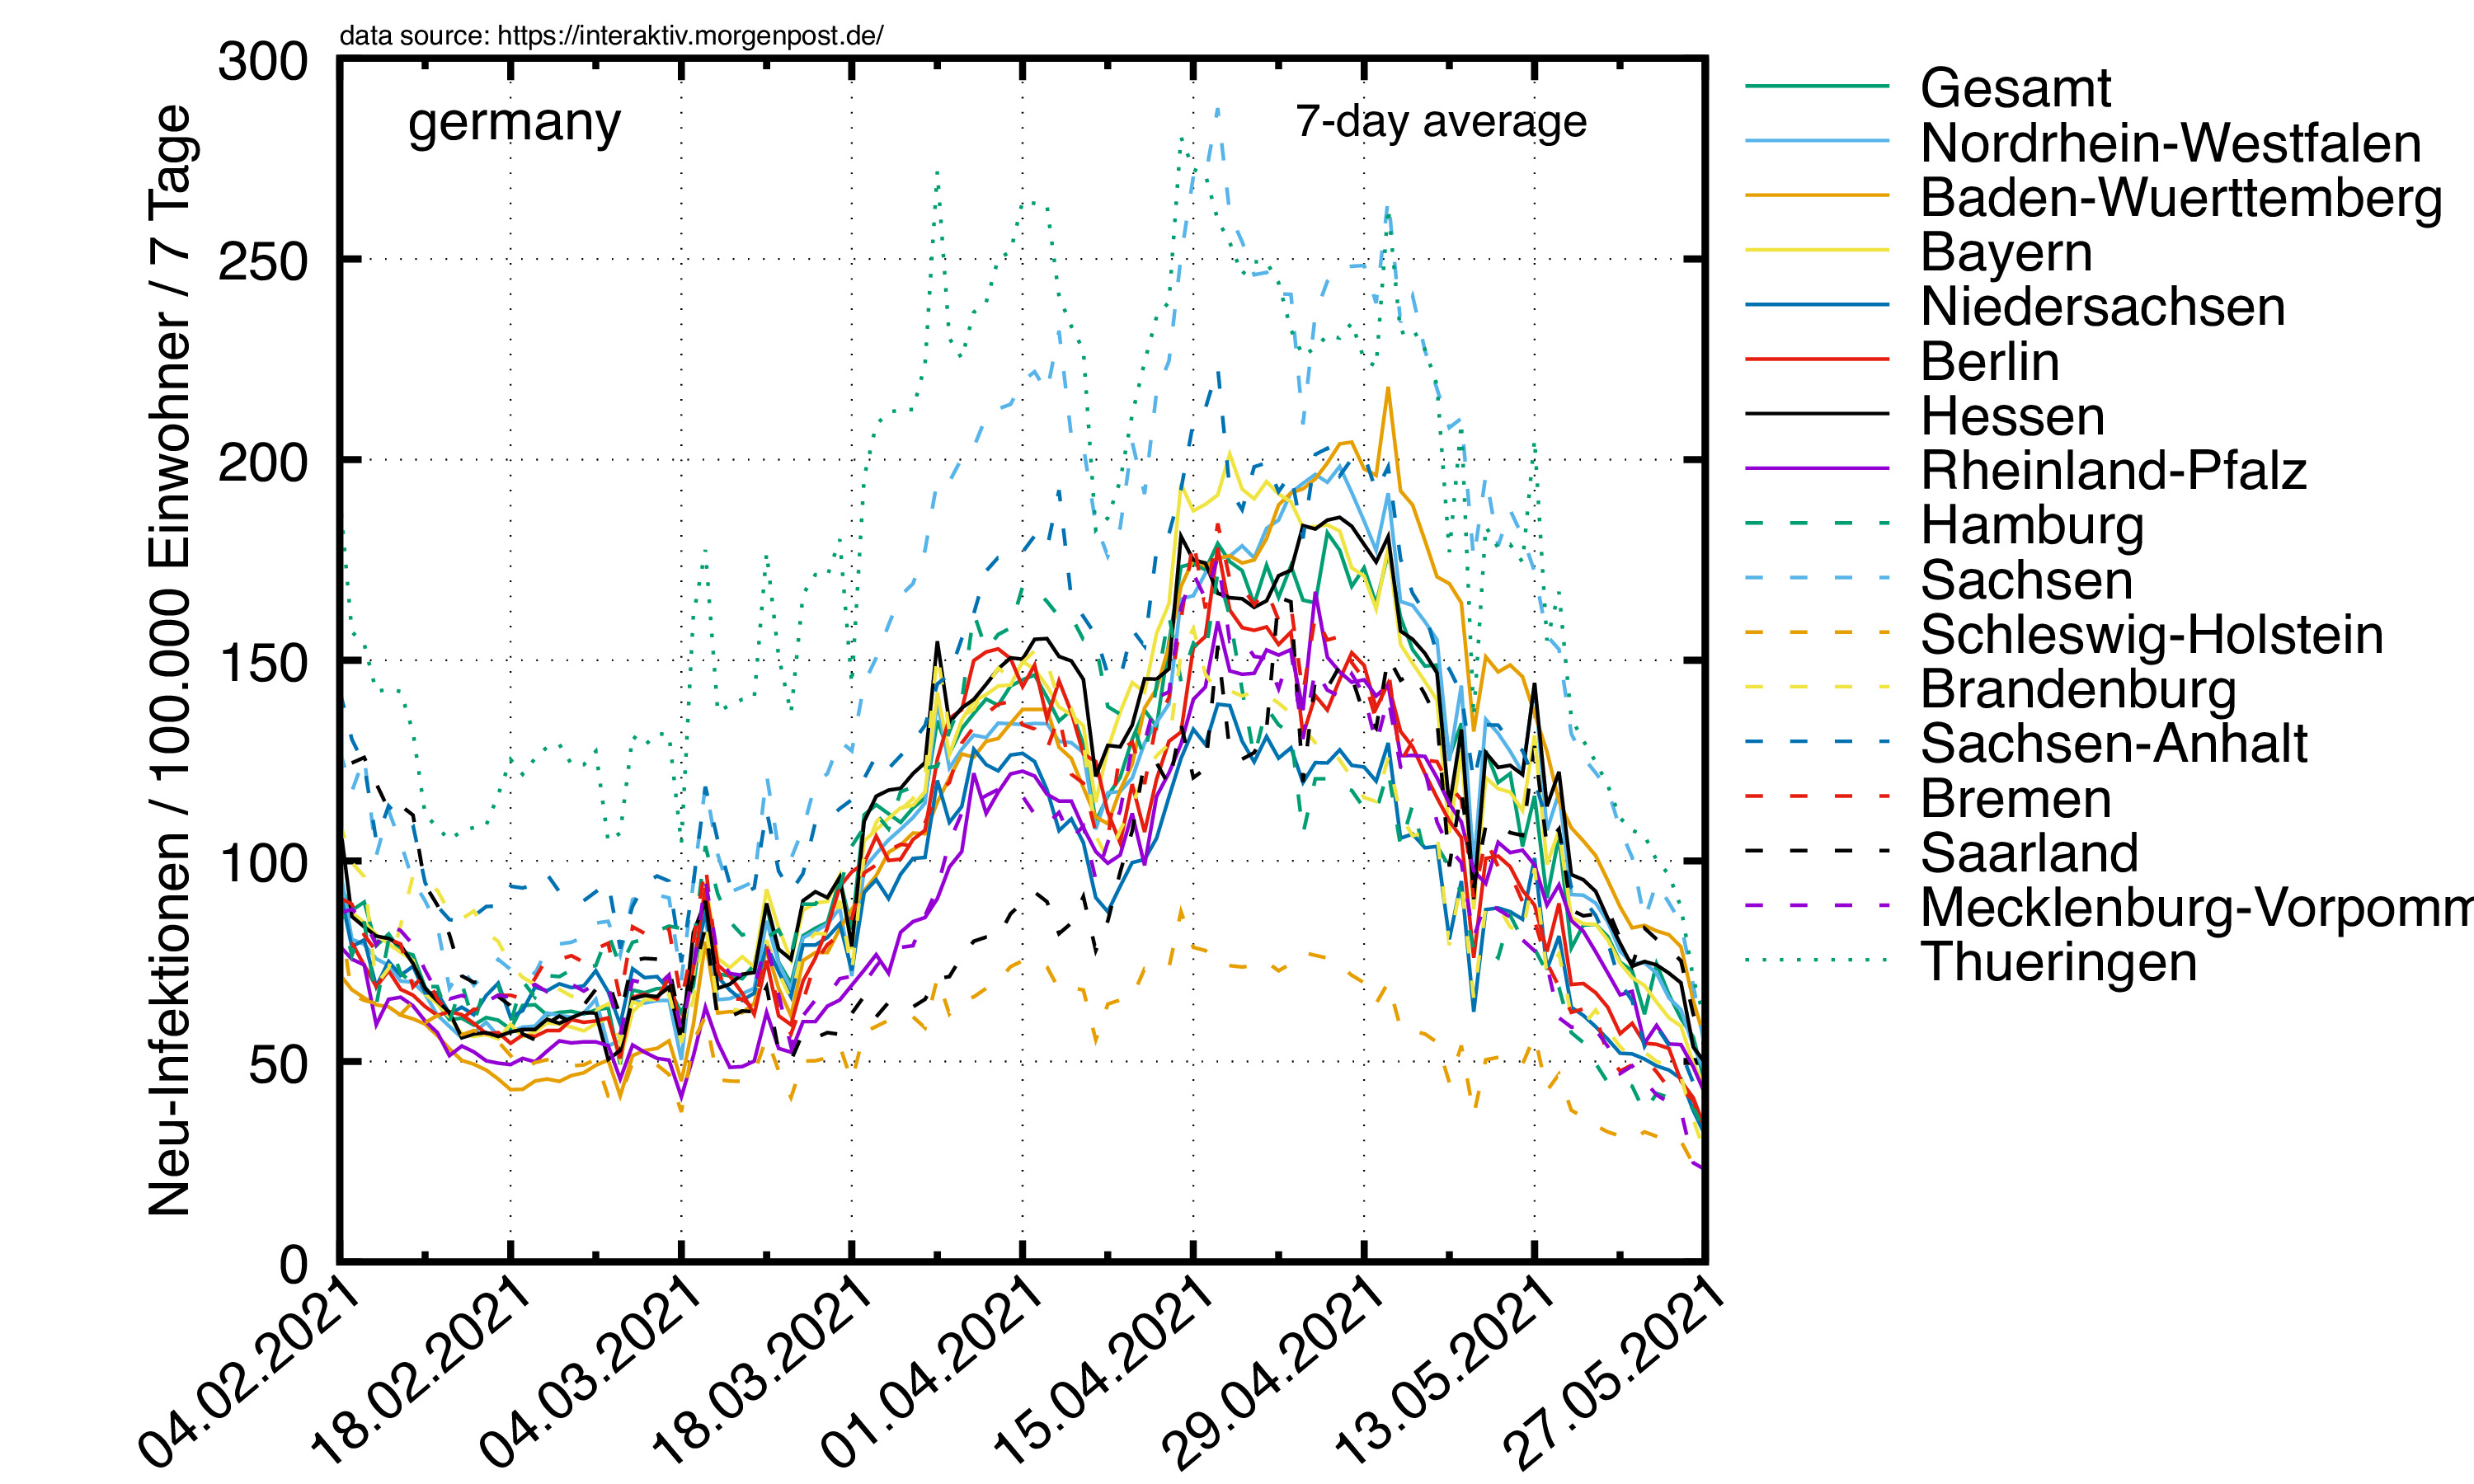 data source: https://interaktiv.morgenpost.de/
germany
7-day average
Neu-Infektionen / 100.000 Einwohner / 7 Tage
300
250
200
150
100
50
0
04.02.2021
18.02.2021
04.03.2021
18.03.2021
01.04.2021
15.04.2021
29.04.2021
13.05.2021
27.05.2021
Gesamt
Nordrhein-Westfalen
Baden-Wuerttemberg
Bayern
Niedersachsen
Berlin
Hessen
Rheinland-Pfalz
Hamburg
Sachsen
Schleswig-Holstein
Brandenburg
Sachsen-Anhalt
Bremen
Saarland
Mecklenburg-Vorpomm
Thueringen